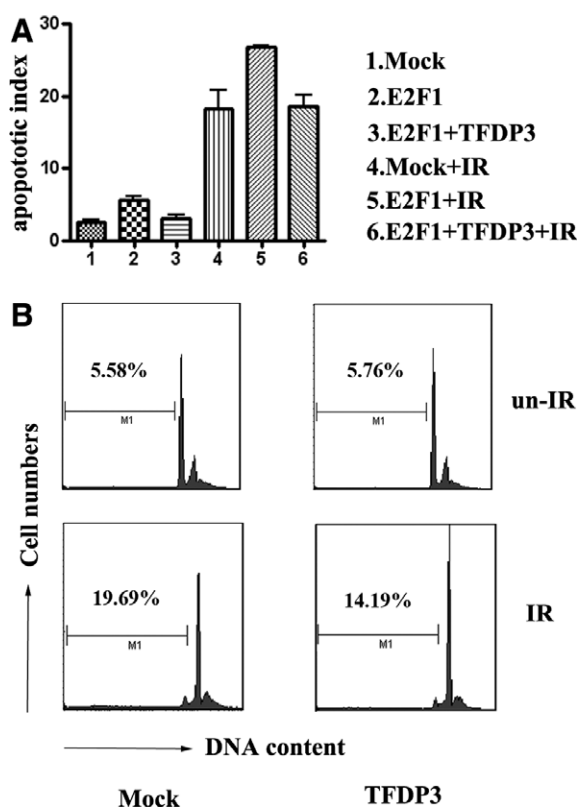 A
apopototic index
30
20
10
0
1 2 3 4 5 6
1.Mock
2.E2F1
3.E2F1+TFDP3
4.Mock+IR
5.E2F1+IR
6.E2F1+TFDP3+IR
B
5.58%
M1
5.76%
M1
un-IR
Cell numbers
19.69%
M1
14.19%
M1
IR
DNA content
Mock
TFDP3